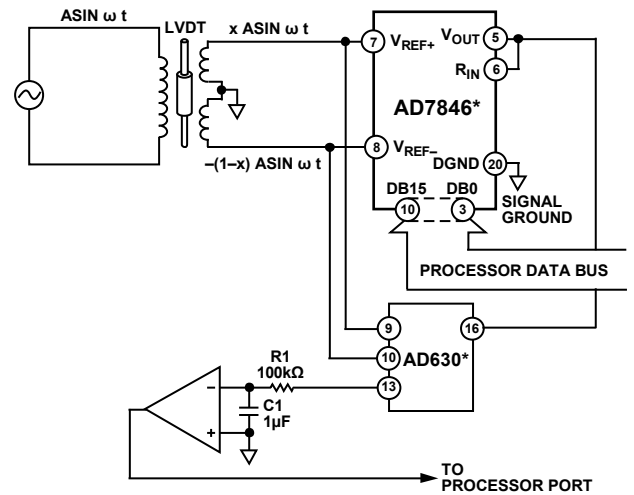 ASIN ω t
LVDT
x ASIN ω t
–(1–x) ASIN ω t
7
VREF+
VOUT
5
RIN
6
AD7846*
8
VREF–
DGND
20
DB15
DB0
10
3
SIGNAL
GROUND
PROCESSOR DATA BUS
9
16
10
AD630*
13
R1
100kΩ
C1
1µF
–
+
TO
PROCESSOR PORT